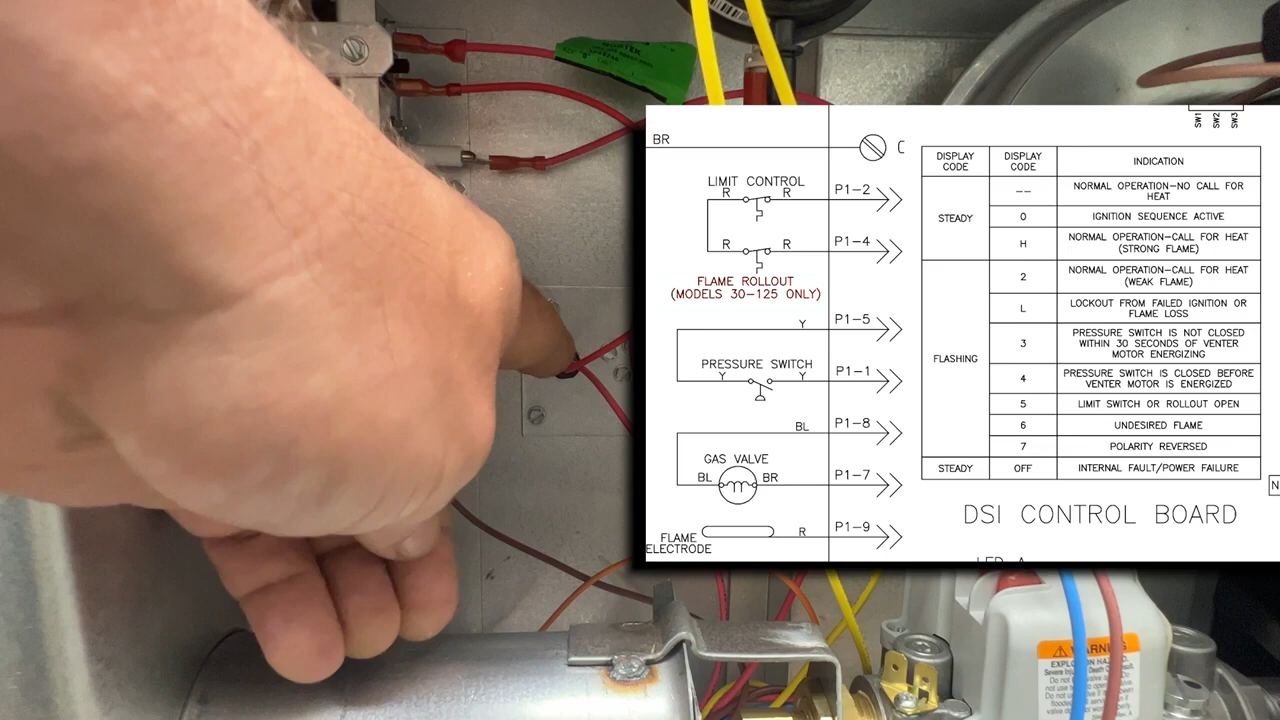 SW1
SW2
SW3
BR
LIMIT CONTROL
R R P1-2
R R P1-4
FLAME ROLLOUT
(MODELS 30-125 ONLY)
Y P1-5
PRESSURE SWITCH
Y Y P1-1
BL P1-8
GAS VALVE
BL BR P1-7
FLAME
ELECTRODE
R P1-9
DISPLAY CODE DISPLAY CODE INDICATION
STEADY
-- NORMAL OPERATION-NO CALL FOR HEAT
0 IGNITION SEQUENCE ACTIVE
H NORMAL OPERATION-CALL FOR HEAT (STRONG FLAME)
FLASHING
2 NORMAL OPERATION-CALL FOR HEAT (WEAK FLAME)
L LOCKOUT FROM FAILED IGNITION OR FLAME LOSS
3 PRESSURE SWITCH IS NOT CLOSED WITHIN 30 SECONDS OF VENTER MOTOR ENERGIZING
4 PRESSURE SWITCH IS CLOSED BEFORE VENTER MOTOR IS ENERGIZED
5 LIMIT SWITCH OR ROLLOUT OPEN
6 UNDESIRED FLAME
7 POLARITY REVERSED
STEADY OFF INTERNAL FAULT/POWER FAILURE
N
DSI CONTROL BOARD
WARNING